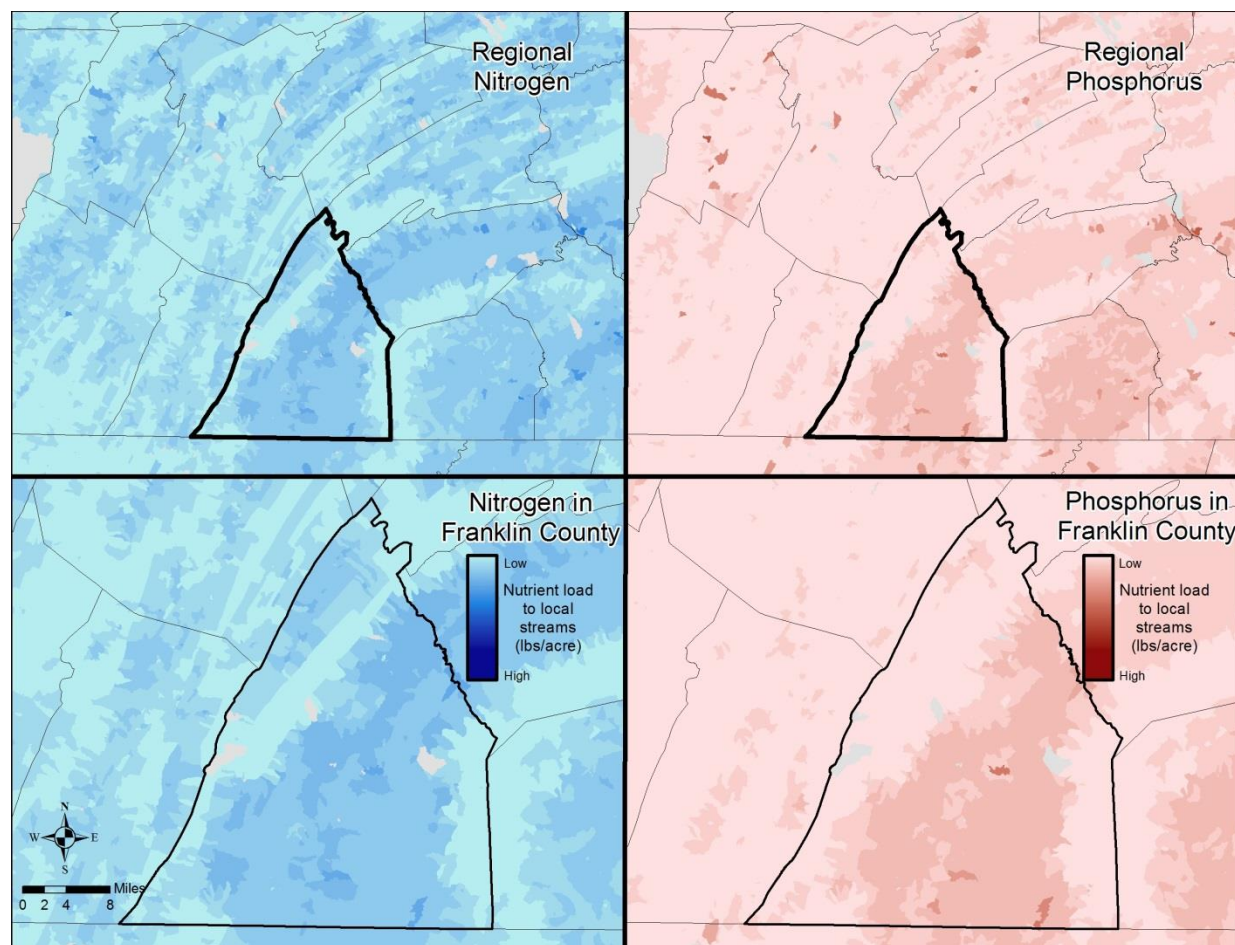 Regional
Nitrogen
Regional
Phosphorus
Nitrogen in
Franklin County
Low
Nutrient load
to local
streams
(lbs/acre)
High
N
W E
S
Miles
0 2 4 8
Phosphorus in
Franklin County
Low
Nutrient load
to local
streams
(lbs/acre)
High